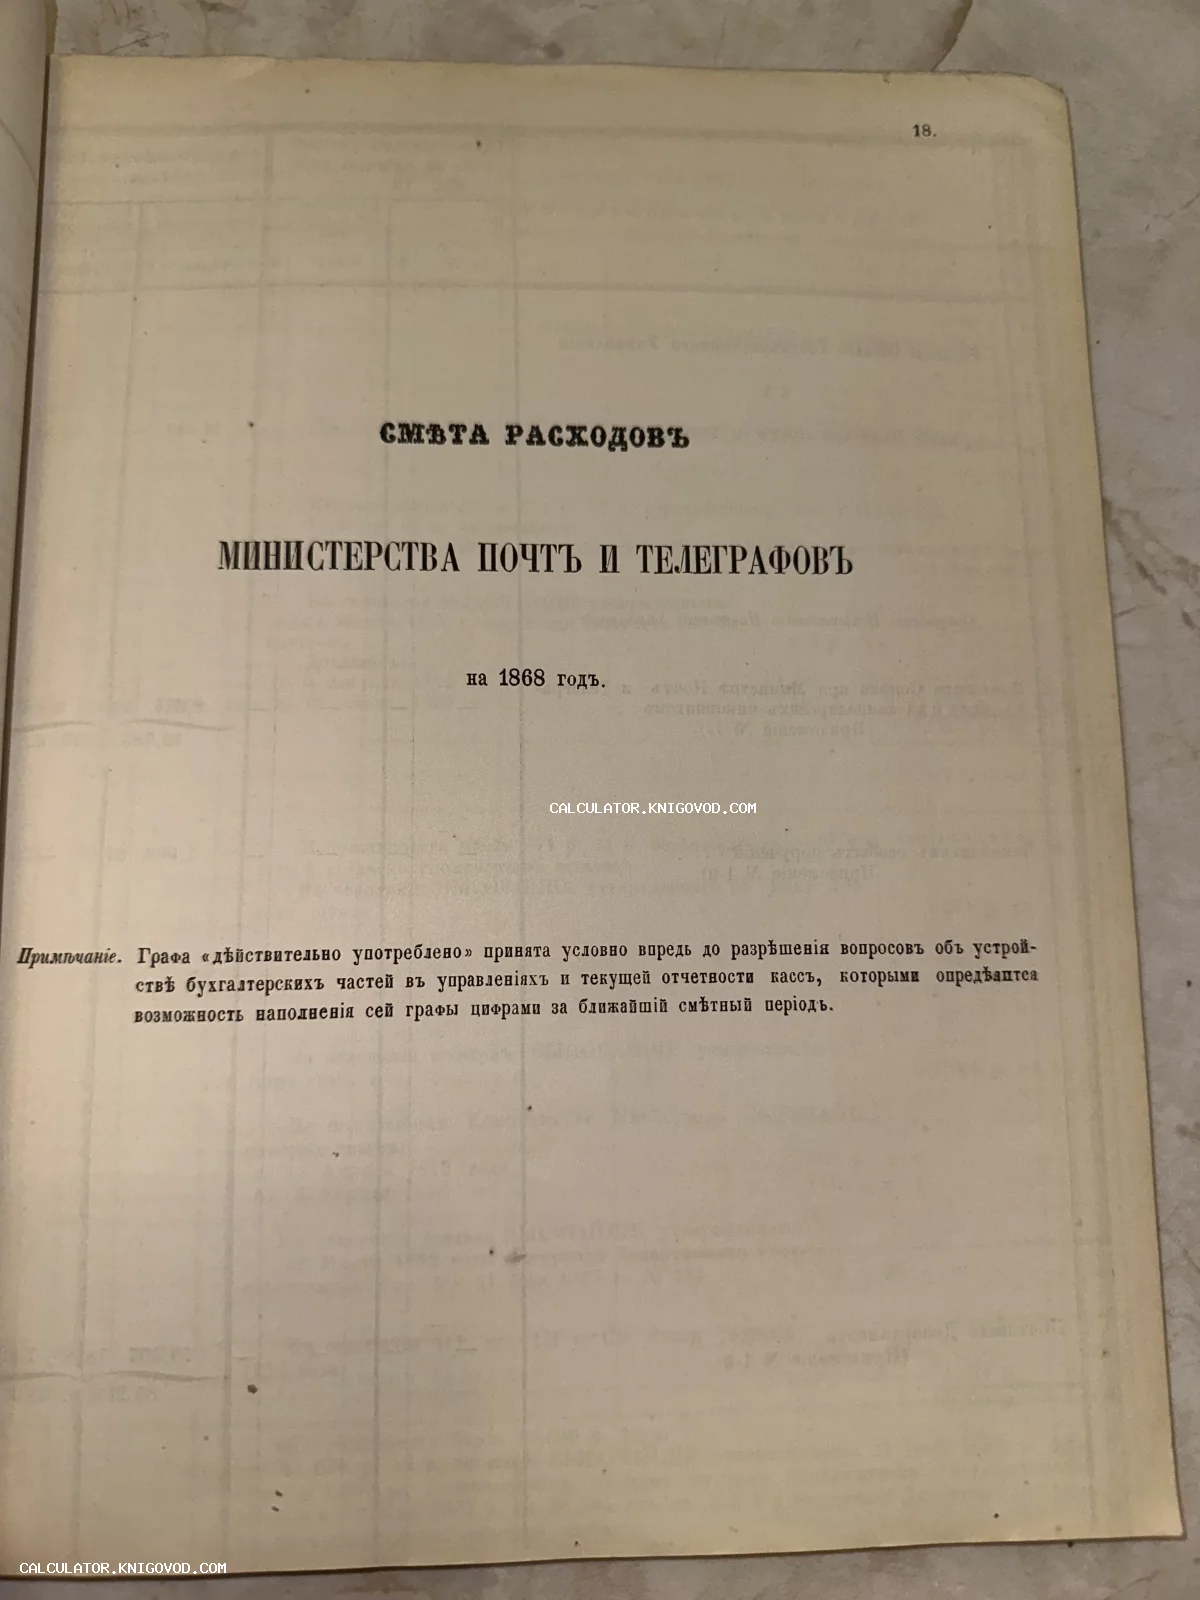 18.
СМѢТА РАСХОДОВЪ
МИНИСТЕРСТВА ПОЧТЪ И ТЕЛЕГРАФОВЪ
на 1868 годъ.
CALCULATOR.KNIGOVOD.COM
Примѣчаніе. Графа «дѣйствительно употреблено» принята условно впредь до разрѣшенія вопросовъ объ устрой-
ствѣ бухгалтерскихъ частей въ управленіяхъ и текущей отчетности кассъ, которыми опредѣлится
возможность наполненія сей графы цифрами за ближайшій смѣтный періодъ.
CALCULATOR.KNIGOVOD.COM